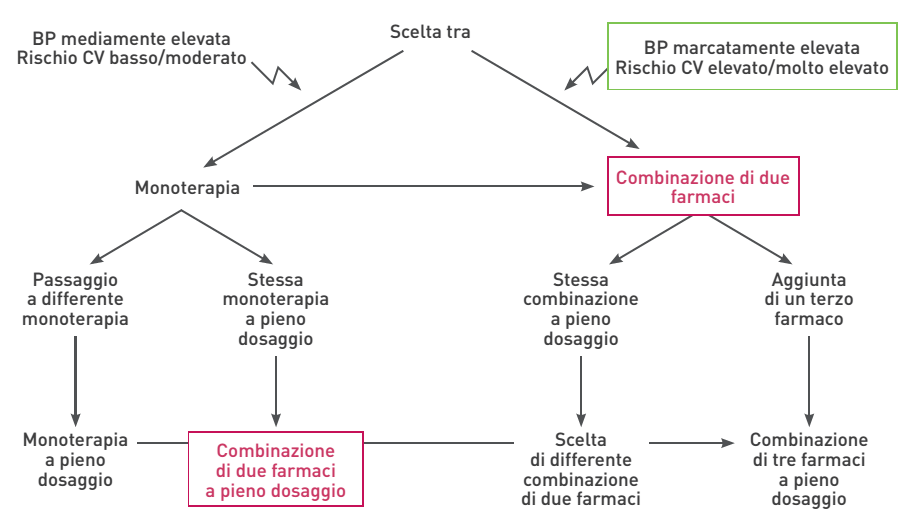 Scelta tra
BP mediamente elevata
Rischio CV basso/moderato
BP marcatamente elevata
Rischio CV elevato/molto elevato
Monoterapia
Combinazione di due
farmaci
Passaggio
a differente
monoterapia
Stessa
monoterapia
a pieno
dosaggio
Stessa
combinazione
a pieno
dosaggio
Aggiunta
di un terzo
farmaco
Monoterapia
a pieno
dosaggio
Combinazione
di due farmaci
a pieno dosaggio
Scelta
di differente
combinazione
di due farmaci
Combinazione
di tre farmaci
a pieno
dosaggio